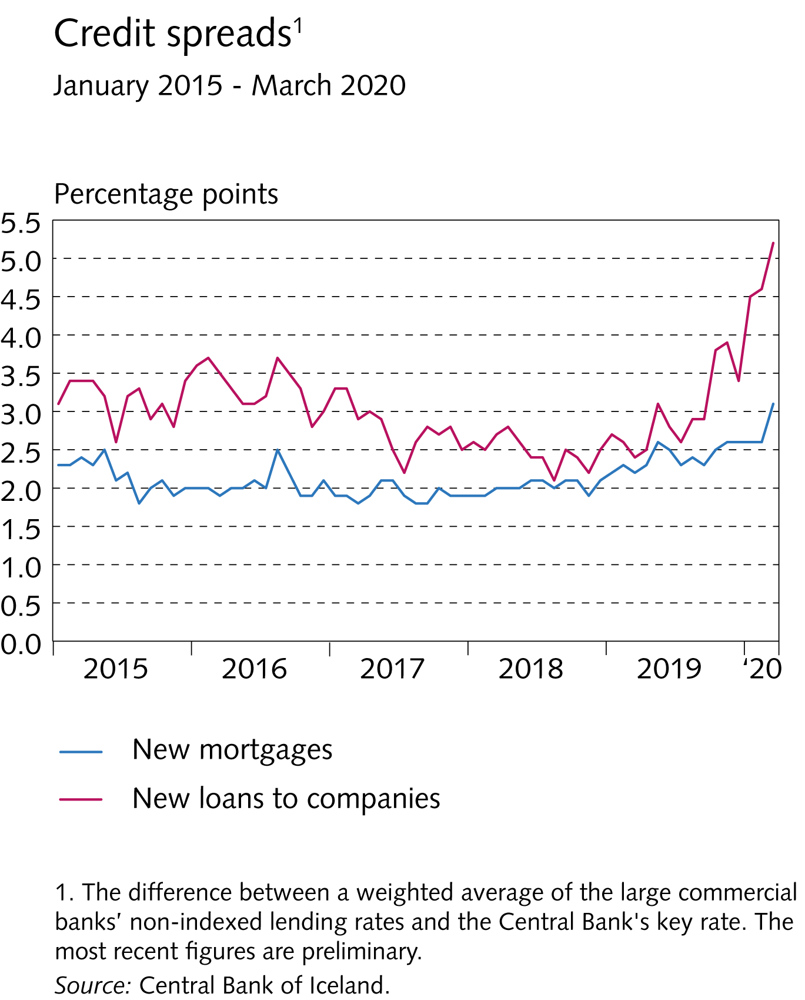 Credit spreads¹
January 2015 - March 2020
Percentage points
5.5
5.0
4.5
4.0
3.5
3.0
2.5
2.0
1.5
1.0
0.5
0.0
2015 2016 2017 2018 2019 ‘20
New mortgages
New loans to companies
1. The difference between a weighted average of the large commercial
banks’ non-indexed lending rates and the Central Bank's key rate. The
most recent figures are preliminary.
Source: Central Bank of Iceland.